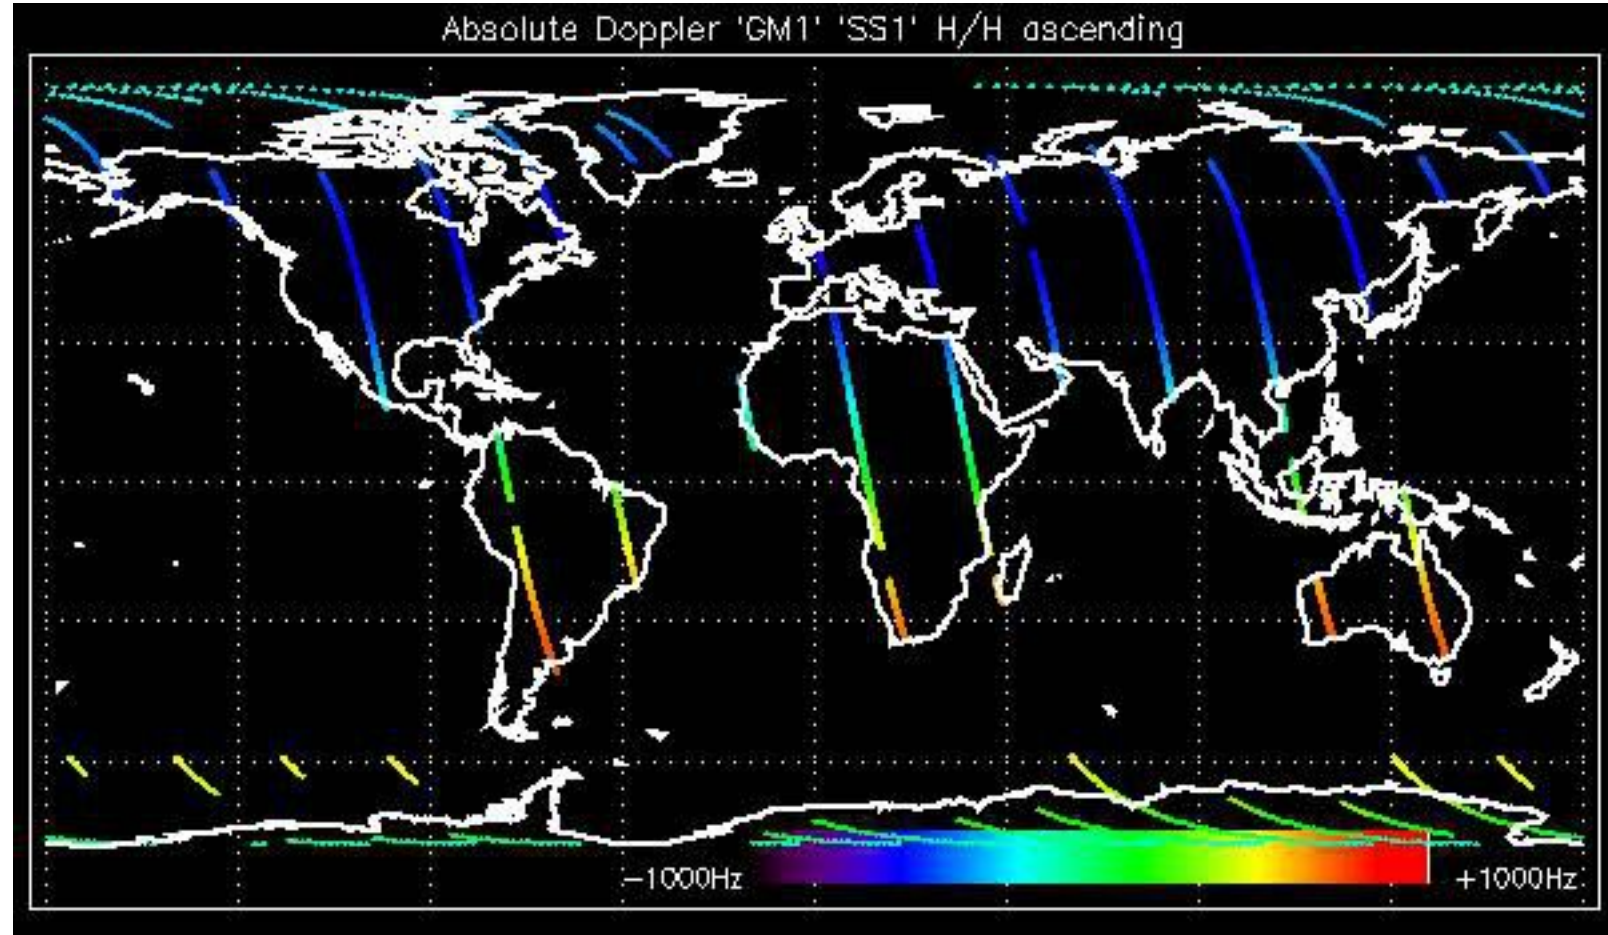 Absolute Doppler 'GM1' 'SS1' H/H ascending
−1000Hz
+1000Hz